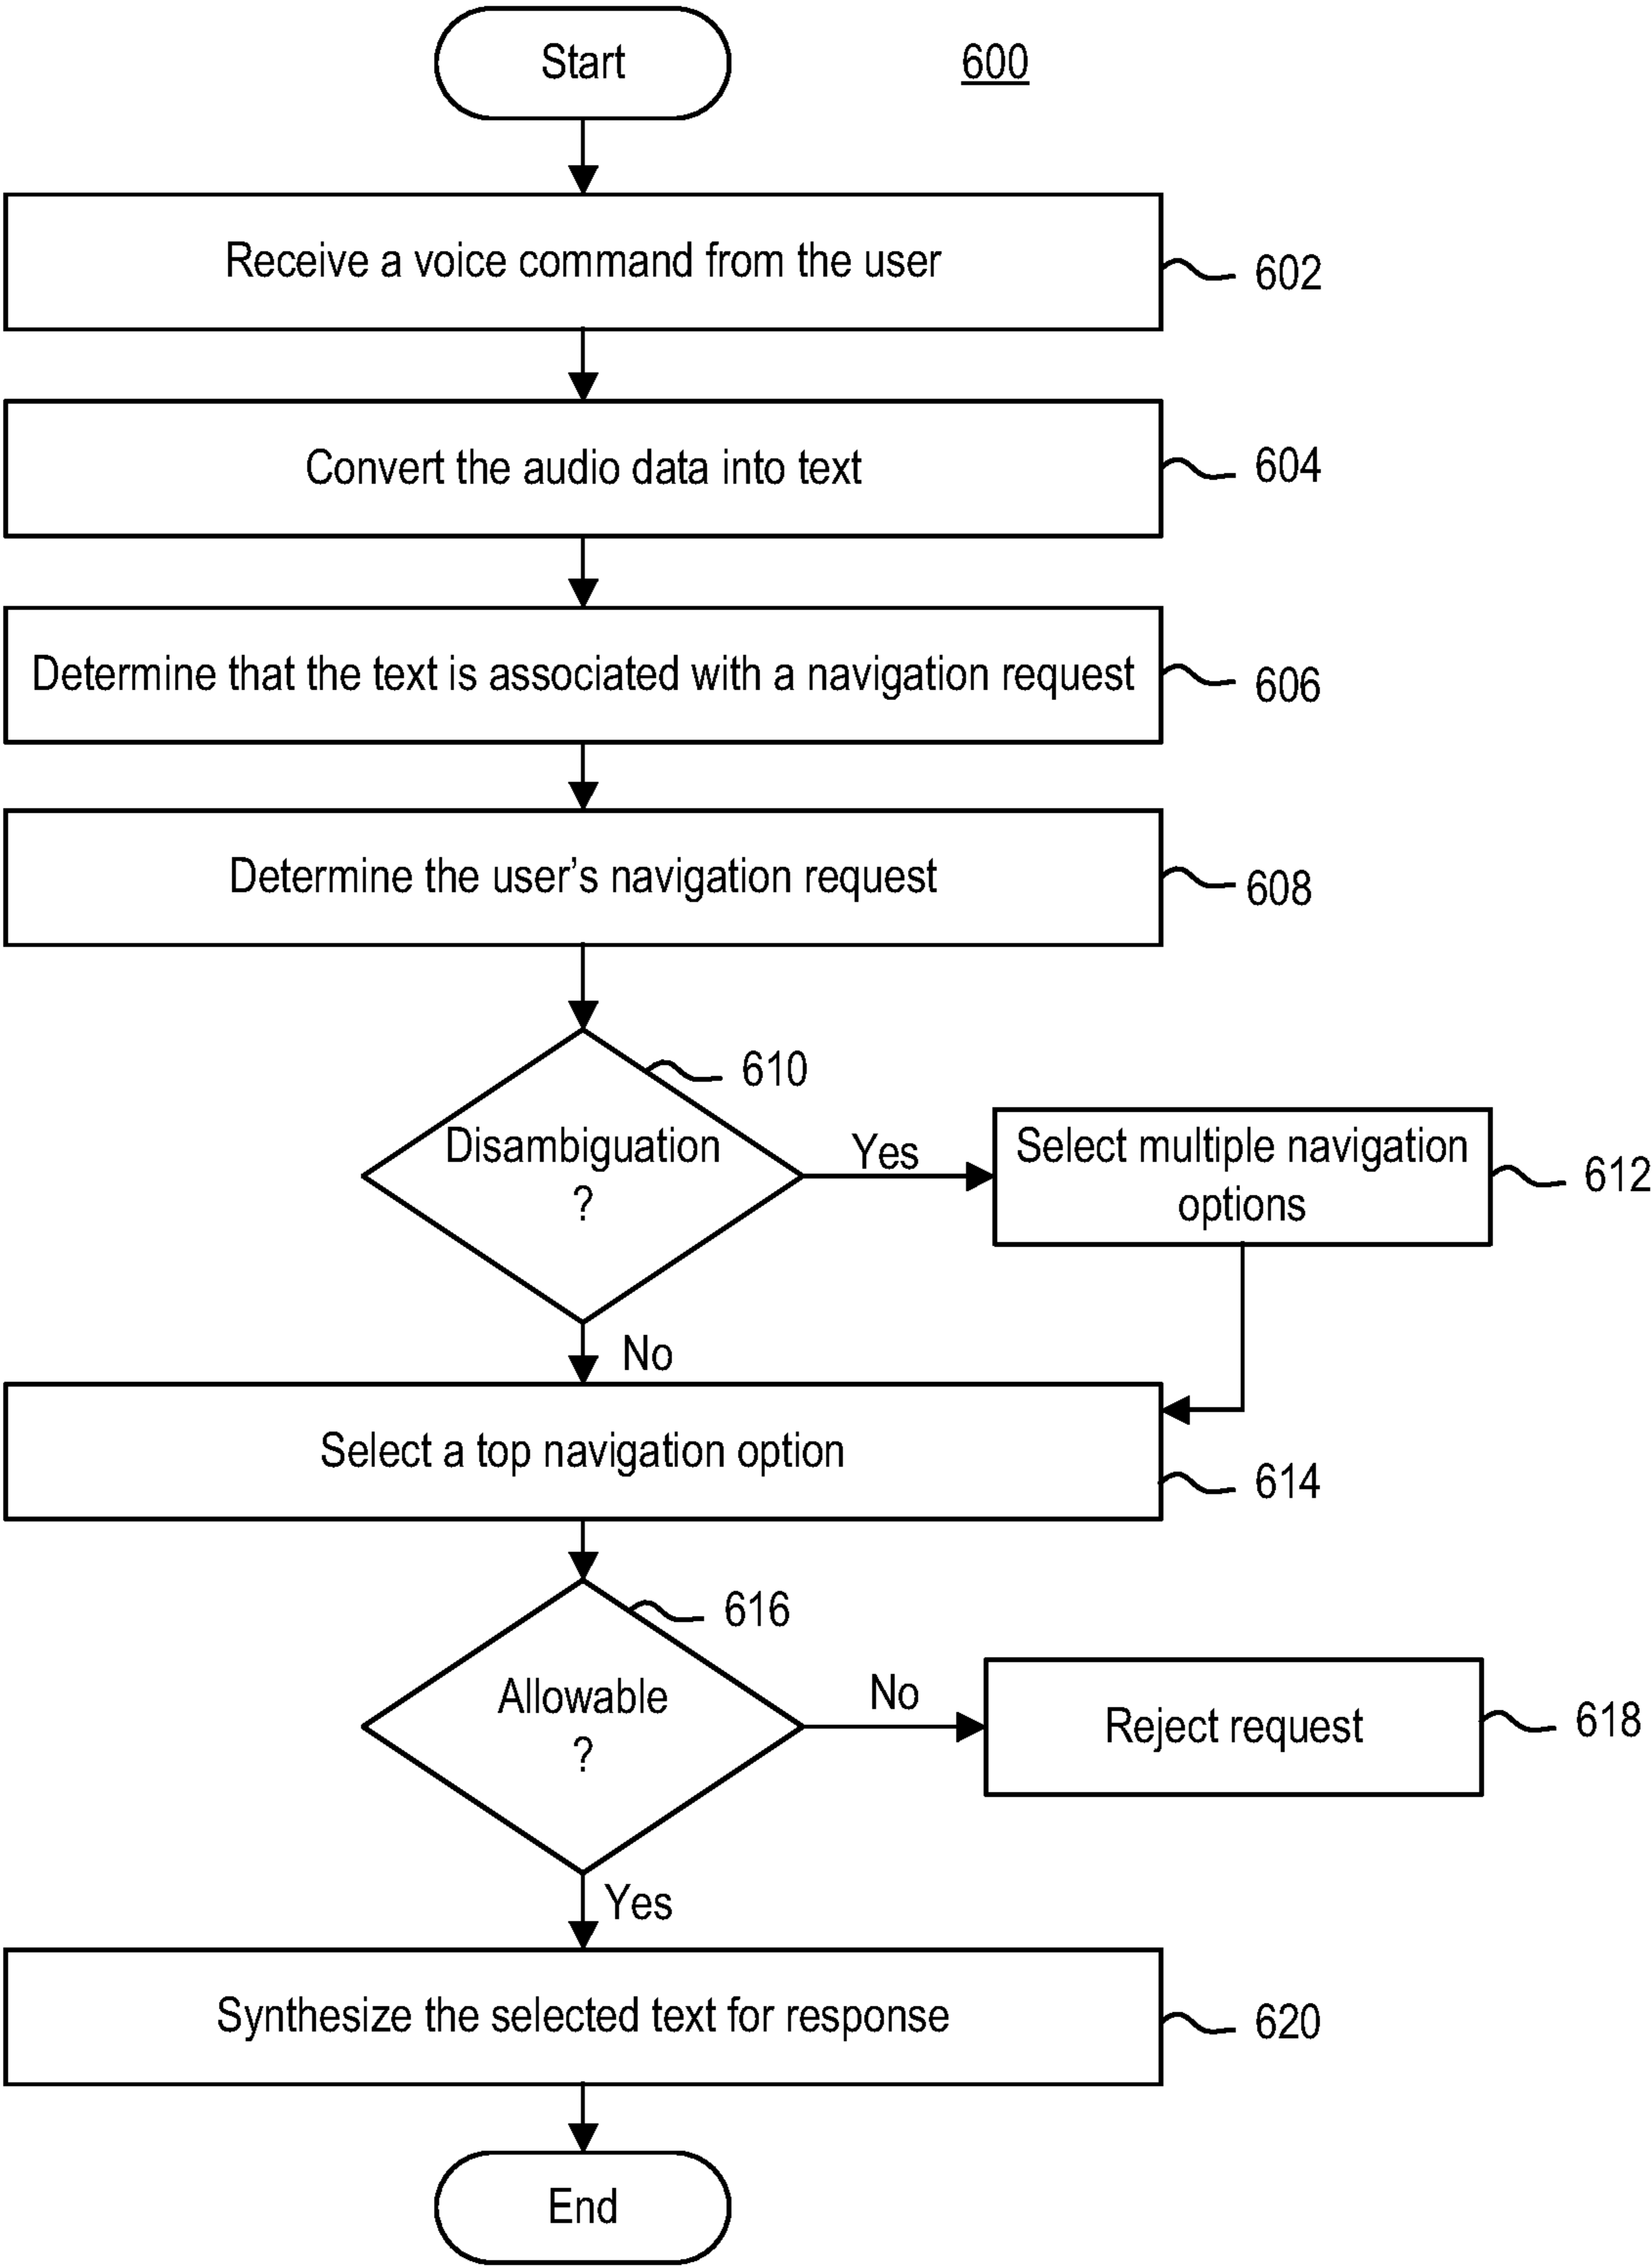 Start
600
Receive a voice command from the user
602
Convert the audio data into text
604
Determine that the text is associated with a navigation request
606
Determine the user’s navigation request
608
610
Disambiguation
?
Yes
Select multiple navigation
options
612
No
Select a top navigation option
614
616
Allowable
?
No
Reject request
618
Yes
Synthesize the selected text for response
620
End